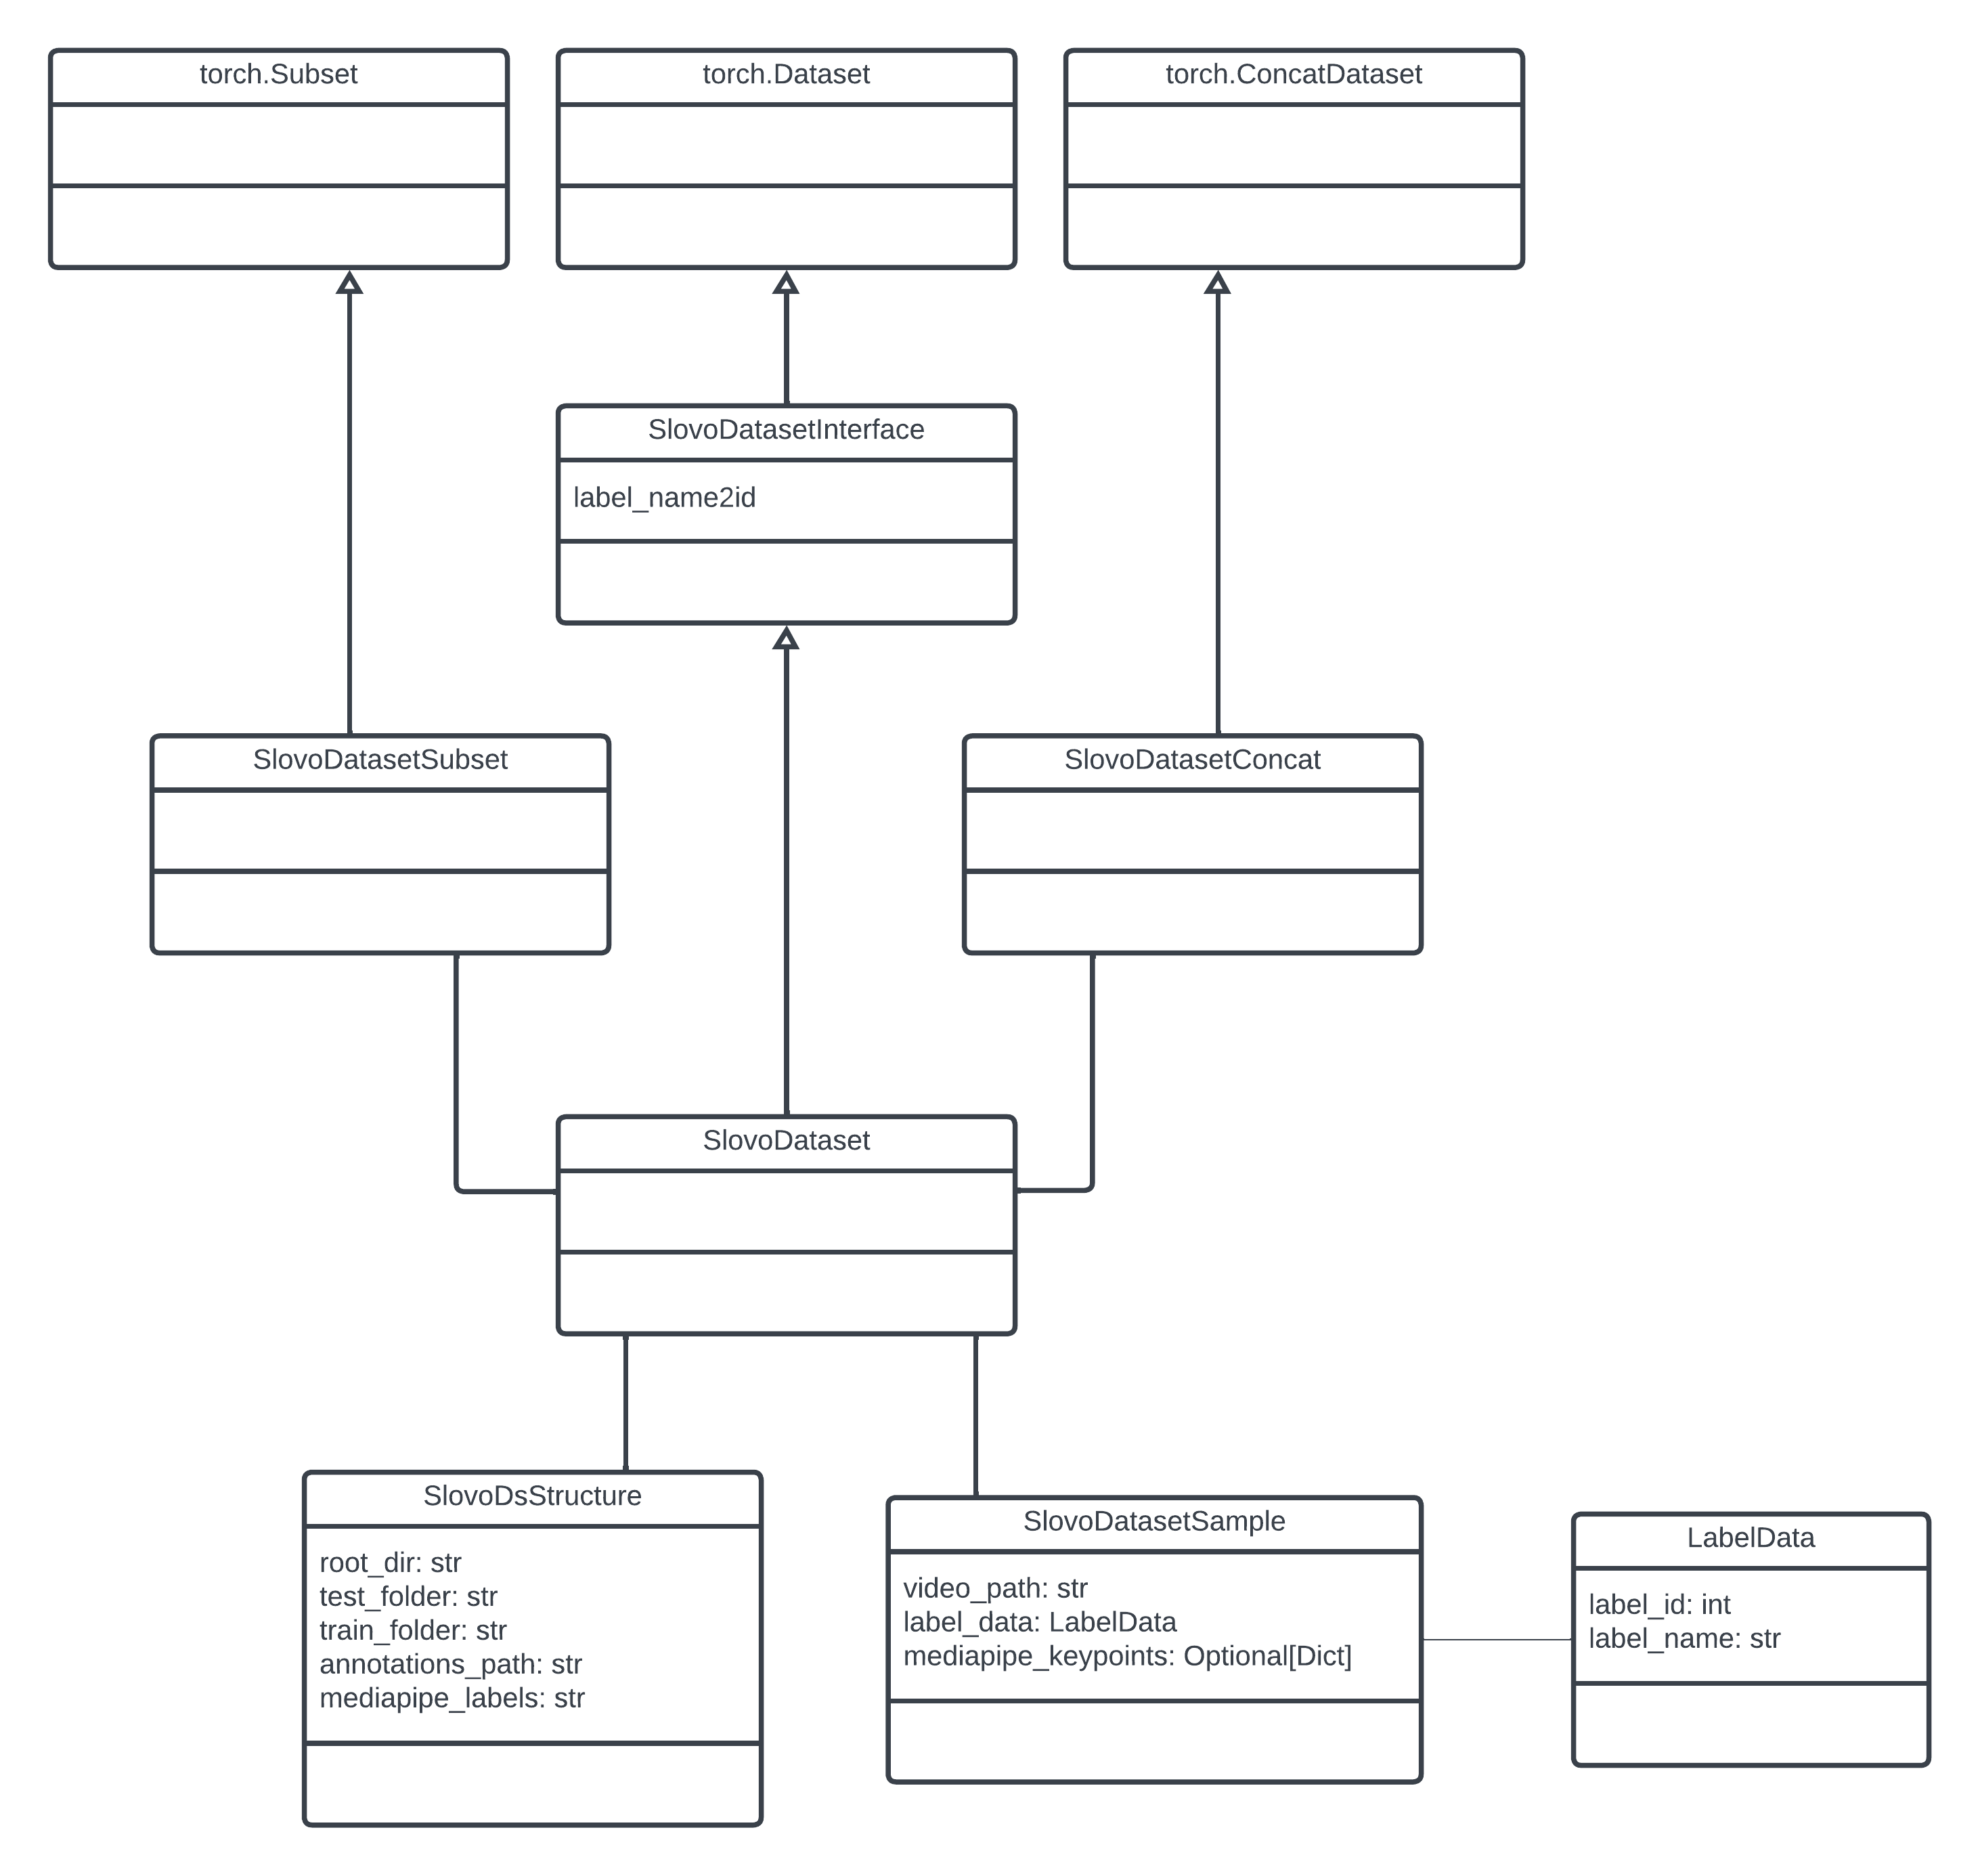 torch.Subset
torch.Dataset
torch.ConcatDataset
SlovoDatasetInterface
label_name2id
SlovoDatasetSubset
SlovoDatasetConcat
SlovoDataset
SlovoDsStructure
root_dir: str
test_folder: str
train_folder: str
annotations_path: str
mediapipe_labels: str
SlovoDatasetSample
video_path: str
label_data: LabelData
mediapipe_keypoints: Optional[Dict]
LabelData
label_id: int
label_name: str